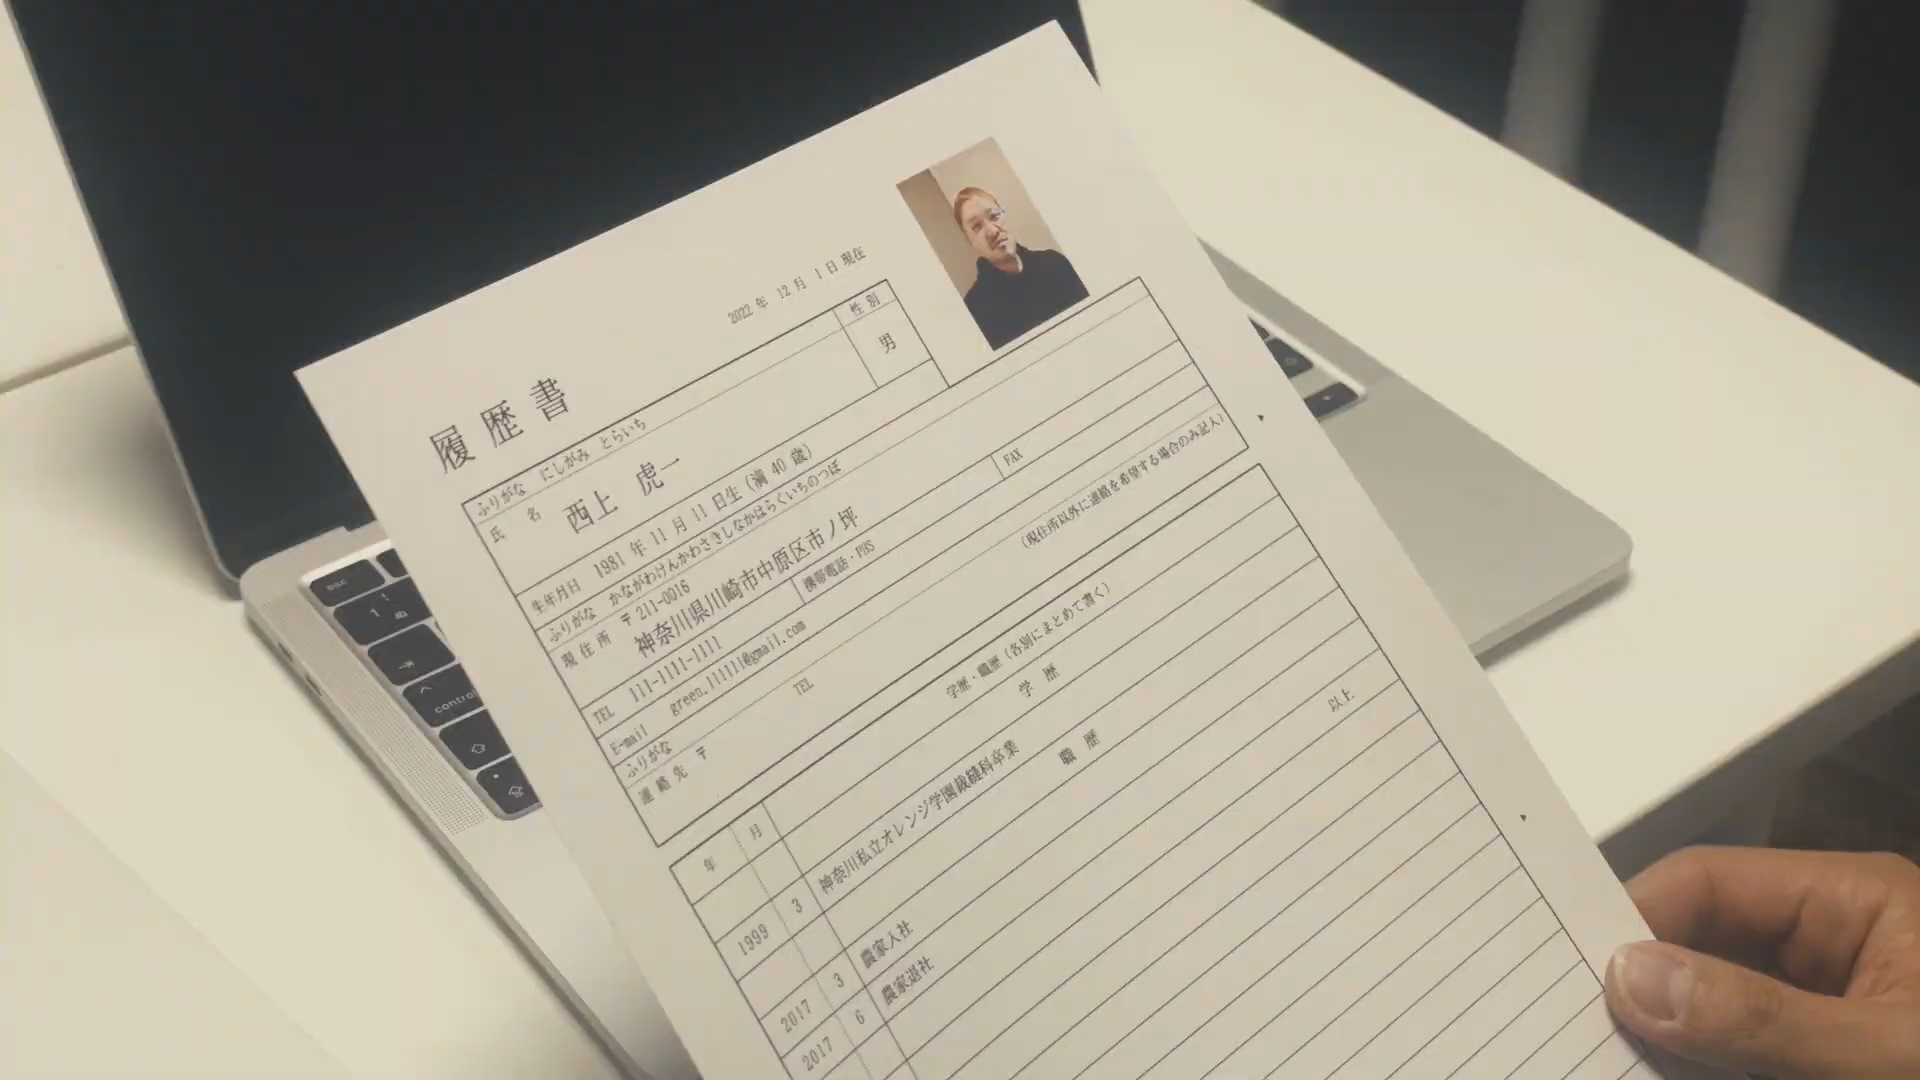 2022 年 12 月 1 日 現在
履歴書
ふりがな にしがみ とらいち
性別
氏 名 西上 虎一
男
生年月日 1981 年 11 月 11 日生 (満 40 歳)
ふりがな かながわけんかわさきしなかはらくいちのつぼ
現住所 〒211-0016
神奈川県川崎市中原区市ノ坪
TEL 111-1111-1111
携帯電話・PHS
FAX
E-mail green.111111@gmail.com
ふりがな
TEL
(現住所以外に連絡を希望する場合のみ記入)
連絡先 〒
年 月 学歴・職歴 (各別にまとめて書く)
学 歴
1999 3 神奈川私立オレンジ学園裁縫科卒業
職 歴
2017 3 農家入社
2017 6 農家退社
以上
esc
1
!
ぬ
control